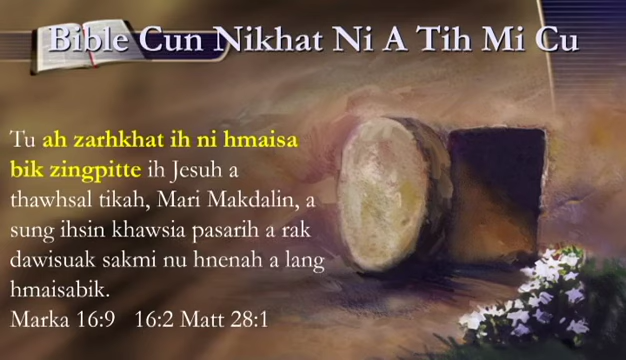 Bible Cun Nikhat Ni A Tih Mi Cu
Tu ah zarhkhat ih ni hmaisa
bik zingpitte ih Jesuh a
thawhsal tikah, Mari Makdalin, a
sung ihsin khawsia pasarih a rak
dawisuak sakmi nu hnenah a lang
hmaisabik.
Marka 16:9 16:2 Matt 28:1